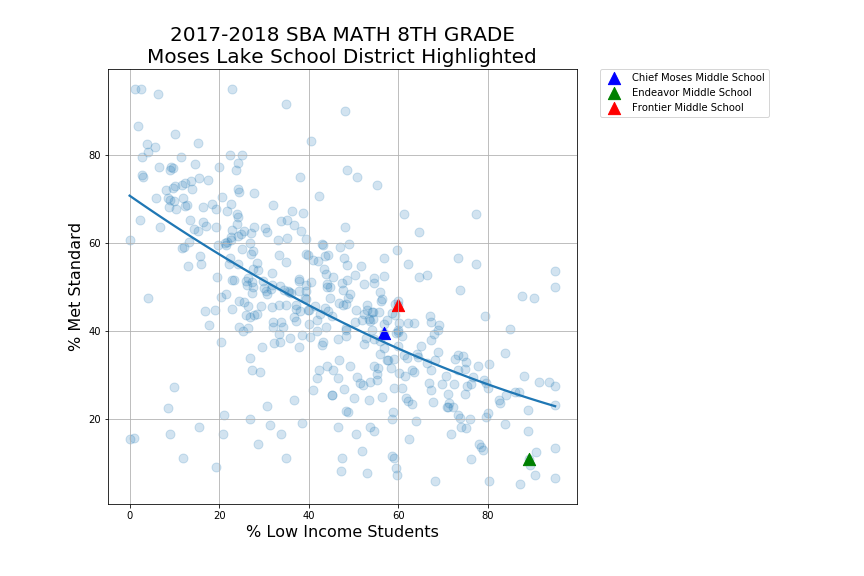 2017-2018 SBA MATH 8TH GRADE
Moses Lake School District Highlighted
Chief Moses Middle School
Endeavor Middle School
Frontier Middle School
% Met Standard
80
60
40
20
0 20 40 60 80
% Low Income Students